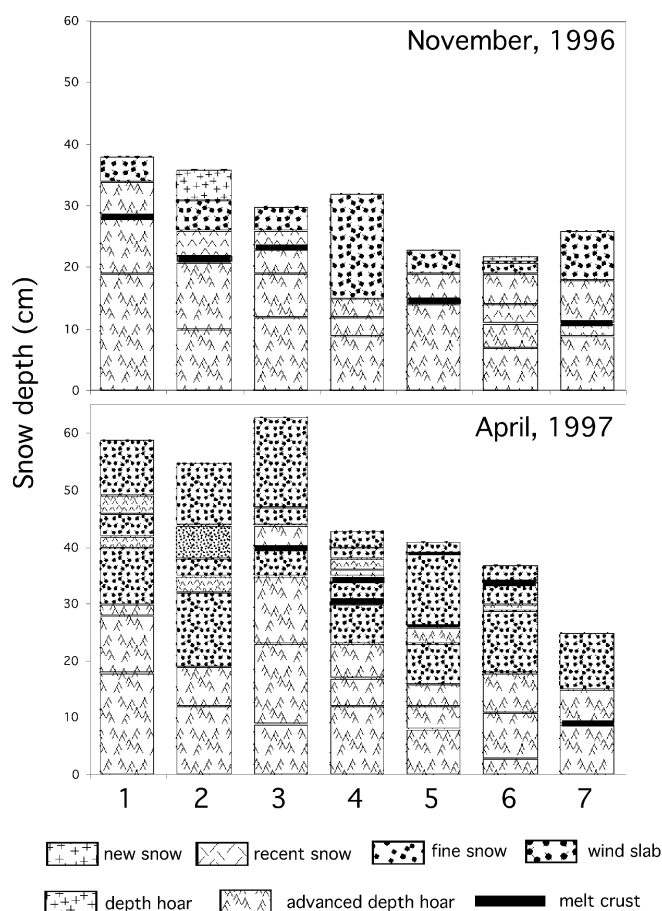 November, 1996
60
50
40
30
20
10
0
Snow depth (cm)
April, 1997
60
50
40
30
20
10
0
1 2 3 4 5 6 7
new snow recent snow fine snow wind slab
depth hoar advanced depth hoar melt crust